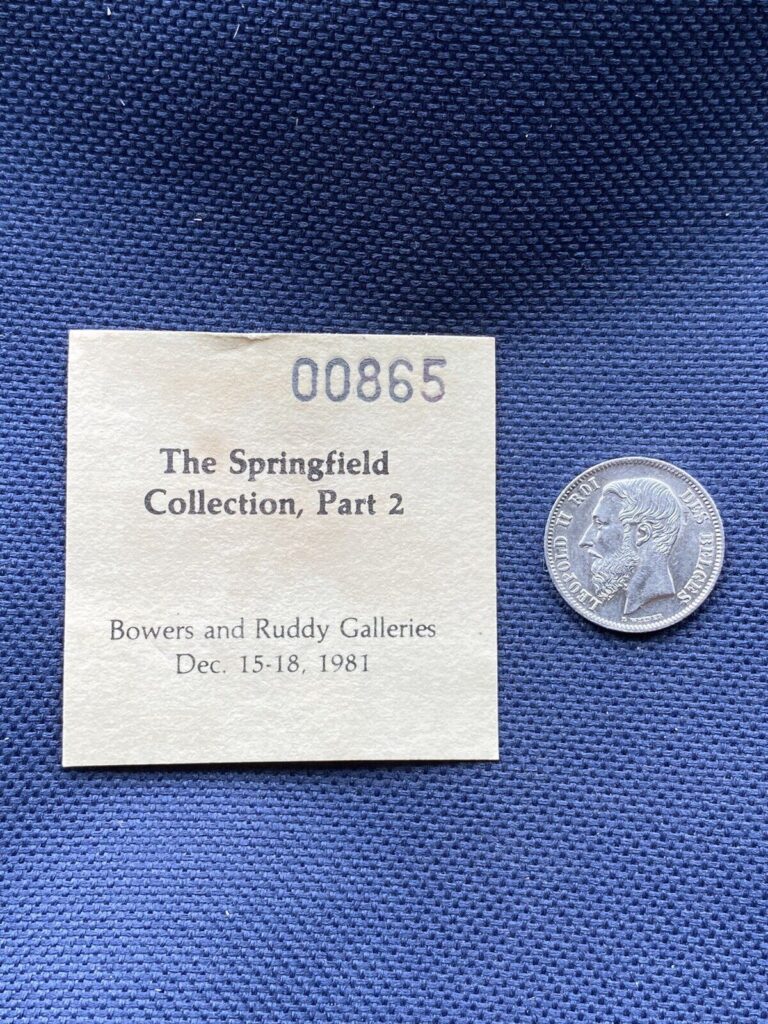 00865
The Springfield
Collection, Part 2
Bowers and Ruddy Galleries
Dec. 15-18, 1981
LEOPOLD II ROI DES BELGES